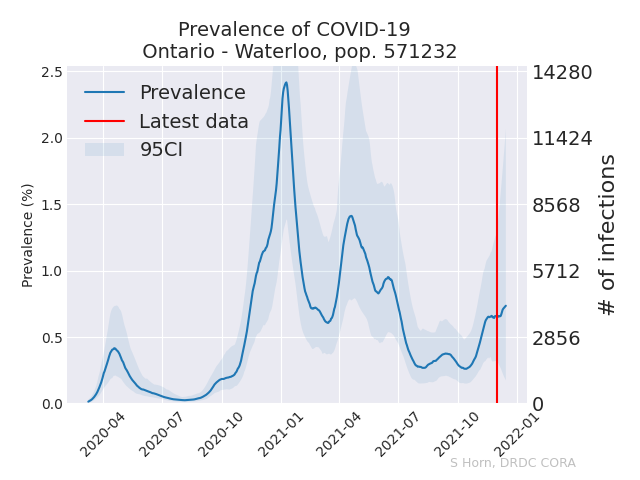 Prevalence of COVID-19
Ontario - Waterloo, pop. 571232
Prevalence
Latest data
95CI
Prevalence (%)
2.5
2.0
1.5
1.0
0.5
0.0
14280
11424
8568
5712
2856
0
# of infections
2020-04
2020-07
2020-10
2021-01
2021-04
2021-07
2021-10
2022-01
S Horn, DRDC CORA